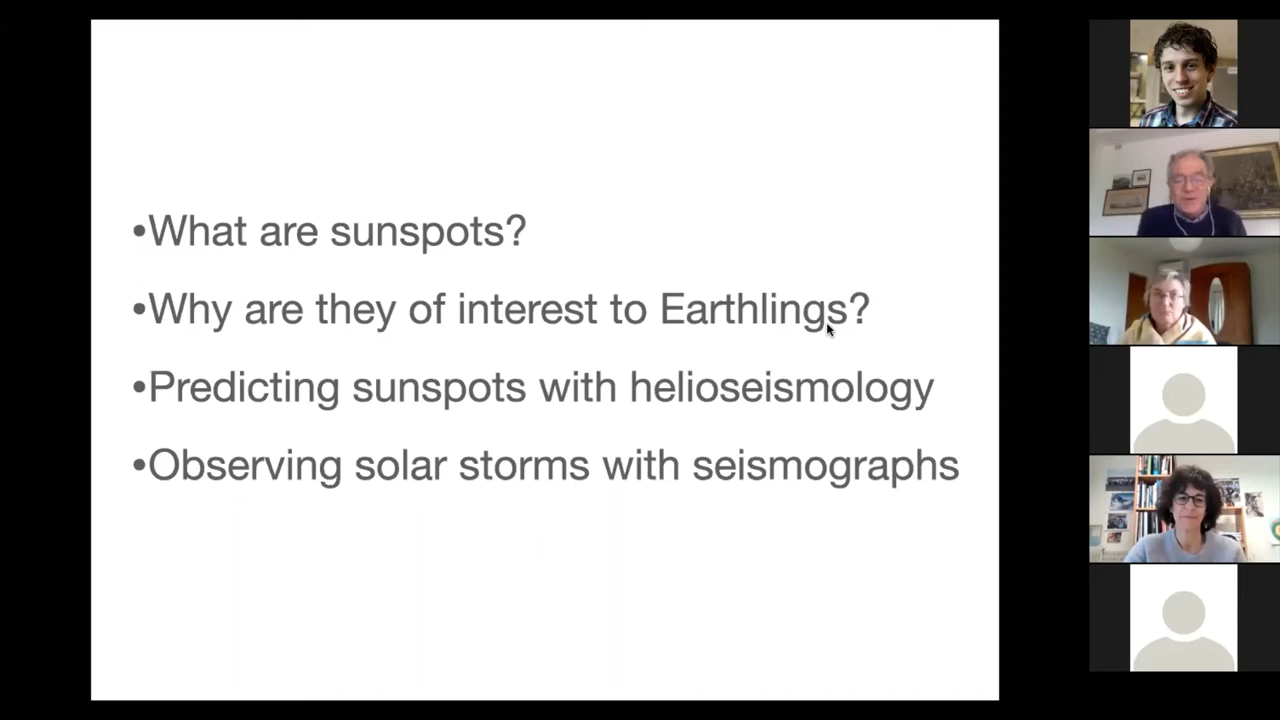 •What are sunspots?
•Why are they of interest to Earthlings?
•Predicting sunspots with helioseismology
•Observing solar storms with seismographs